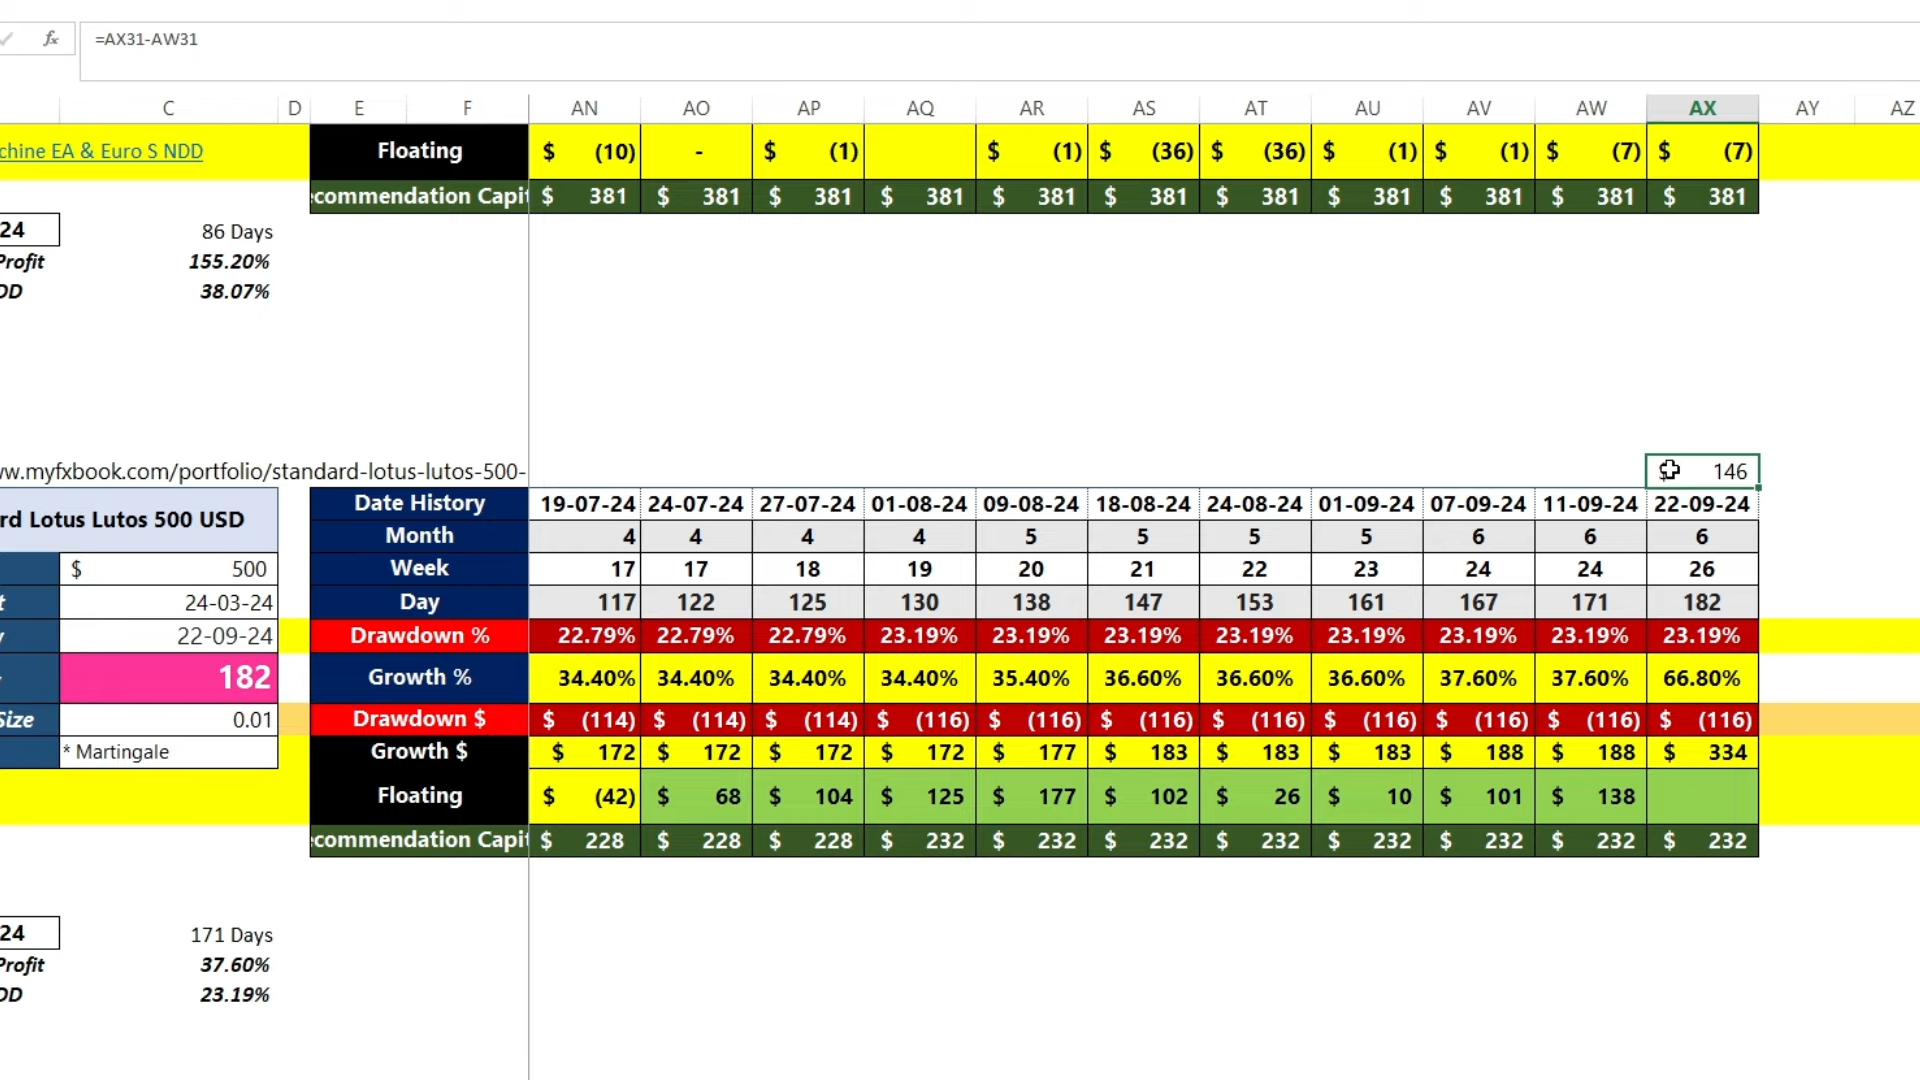 fx =AX31-AW31
C D E F AN AO AP AQ AR AS AT AU AV AW AX AY AZ
chine EA & Euro S NDD Floating $ (10) - $ (1) $ (1) $ (36) $ (36) $ (1) $ (1) $ (7) $ (7)
ecommendation Capit $ 381 $ 381 $ 381 $ 381 $ 381 $ 381 $ 381 $ 381 $ 381 $ 381 $ 381
24 86 Days
Profit 155.20%
DD 38.07%
w.myfxbook.com/portfolio/standard-lotus-lutos-500- 146
rd Lotus Lutos 500 USD
Date History 19-07-24 24-07-24 27-07-24 01-08-24 09-08-24 18-08-24 24-08-24 01-09-24 07-09-24 11-09-24 22-09-24
Month 4 4 4 4 5 5 5 5 6 6 6
$ 500 Week 17 17 18 19 20 21 22 23 24 24 26
t 24-03-24 Day 117 122 125 130 138 147 153 161 167 171 182
y 22-09-24 Drawdown % 22.79% 22.79% 22.79% 23.19% 23.19% 23.19% 23.19% 23.19% 23.19% 23.19% 23.19%
182 Growth % 34.40% 34.40% 34.40% 34.40% 35.40% 36.60% 36.60% 36.60% 37.60% 37.60% 66.80%
Size 0.01 Drawdown $ $ (114) $ (114) $ (114) $ (116) $ (116) $ (116) $ (116) $ (116) $ (116) $ (116) $ (116)
* Martingale Growth $ $ 172 $ 172 $ 172 $ 172 $ 177 $ 183 $ 183 $ 183 $ 188 $ 188 $ 334
Floating $ (42) $ 68 $ 104 $ 125 $ 177 $ 102 $ 26 $ 10 $ 101 $ 138
ecommendation Capit $ 228 $ 228 $ 228 $ 232 $ 232 $ 232 $ 232 $ 232 $ 232 $ 232 $ 232
24 171 Days
Profit 37.60%
DD 23.19%